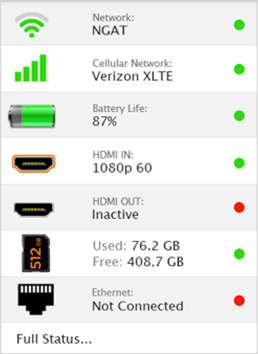 Network:
NGAT
Cellular Network:
Verizon XLTE
Battery Life:
87%
HDMI IN:
1080p 60
HDMI OUT:
Inactive
512 GB
Used: 76.2 GB
Free: 408.7 GB
Ethernet:
Not Connected
Full Status...